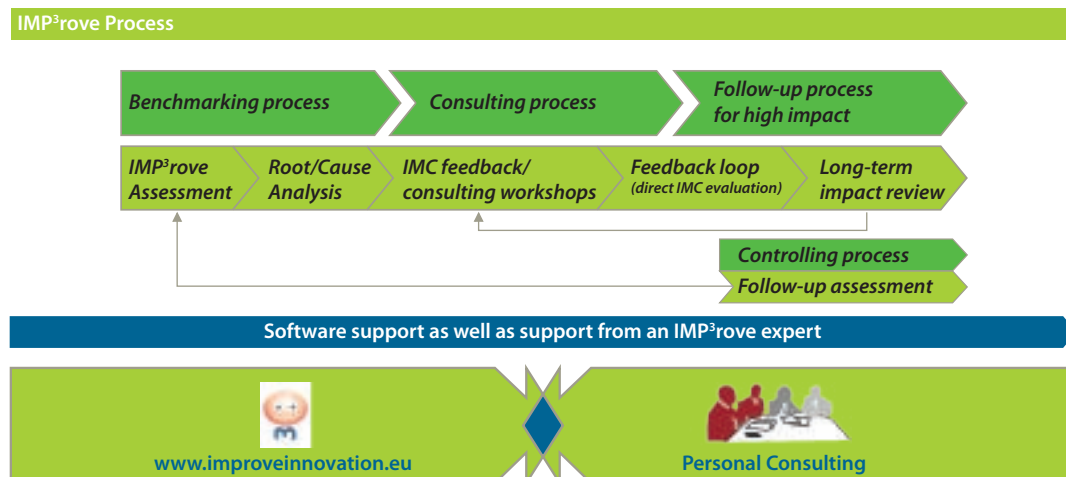 IMP³rove Process
Benchmarking process
Consulting process
Follow-up process
for high impact
IMP³rove
Assessment
Root/Cause
Analysis
IMC feedback/
consulting workshops
Feedback loop
(direct IMC evaluation)
Long-term
impact review
Controlling process
Follow-up assessment
Software support as well as support from an IMP³rove expert
www.improveinnovation.eu
Personal Consulting